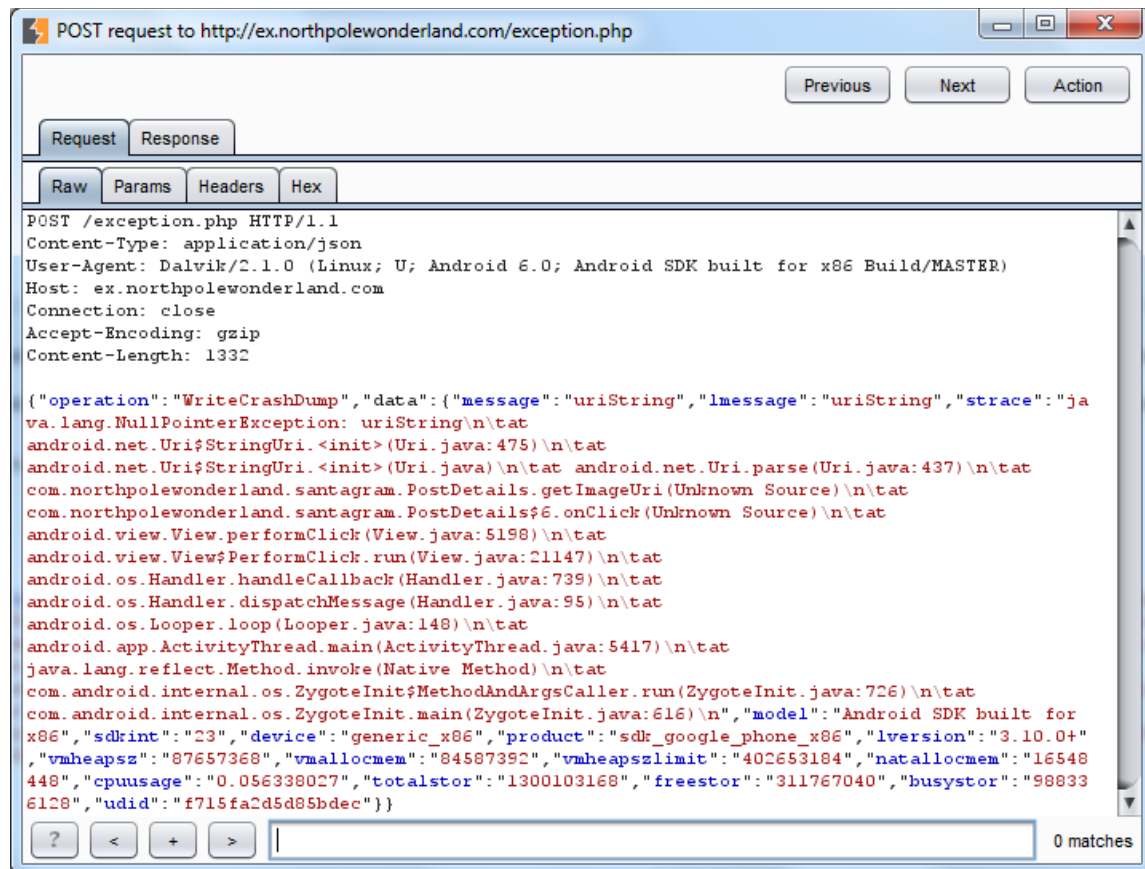 POST request to http://ex.northpolewonderland.com/exception.php
Previous Next Action
Request Response
Raw Params Headers Hex
POST /exception.php HTTP/1.1
Content-Type: application/json
User-Agent: Dalvik/2.1.0 (Linux; U; Android 6.0; Android SDK built for x86 Build/MASTER)
Host: ex.northpolewonderland.com
Connection: close
Accept-Encoding: gzip
Content-Length: 1332
{"operation":"WriteCrashDump","data":{"message":"uriString","lmessage":"uriString","strace":"ja
va.lang.NullPointerException: uriString\n\tat
android.net.Uri$StringUri.<init>(Uri.java:475)\n\tat
android.net.Uri$StringUri.<init>(Uri.java)\n\tat android.net.Uri.parse(Uri.java:437)\n\tat
com.northpolewonderland.santagram.PostDetails.getImageUri(Unknown Source)\n\tat
com.northpolewonderland.santagram.PostDetails$6.onClick(Unknown Source)\n\tat
android.view.View.performClick(View.java:5198)\n\tat
android.view.View$PerformClick.run(View.java:21147)\n\tat
android.os.Handler.handleCallback(Handler.java:739)\n\tat
android.os.Handler.dispatchMessage(Handler.java:95)\n\tat
android.os.Looper.loop(Looper.java:148)\n\tat
android.app.ActivityThread.main(ActivityThread.java:5417)\n\tat
java.lang.reflect.Method.invoke(Native Method)\n\tat
com.android.internal.os.ZygoteInit$MethodAndArgsCaller.run(ZygoteInit.java:726)\n\tat
com.android.internal.os.ZygoteInit.main(ZygoteInit.java:616)\n","model":"Android SDK built for
x86","sdkint":"23","device":"generic_x86","product":"sdk_google_phone_x86","lversion":"3.10.0+"
,"vmheapsz":"87657368","vmallocmem":"84587392","vmheapszlimit":"402653184","natallocmem":"16548
448","cpuusage":"0.056338027","totalstor":"1300103168","freestor":"311767040","busystor":"98833
6128","udid":"f715fa2d5d85bdec"}}
? < + > 0 matches